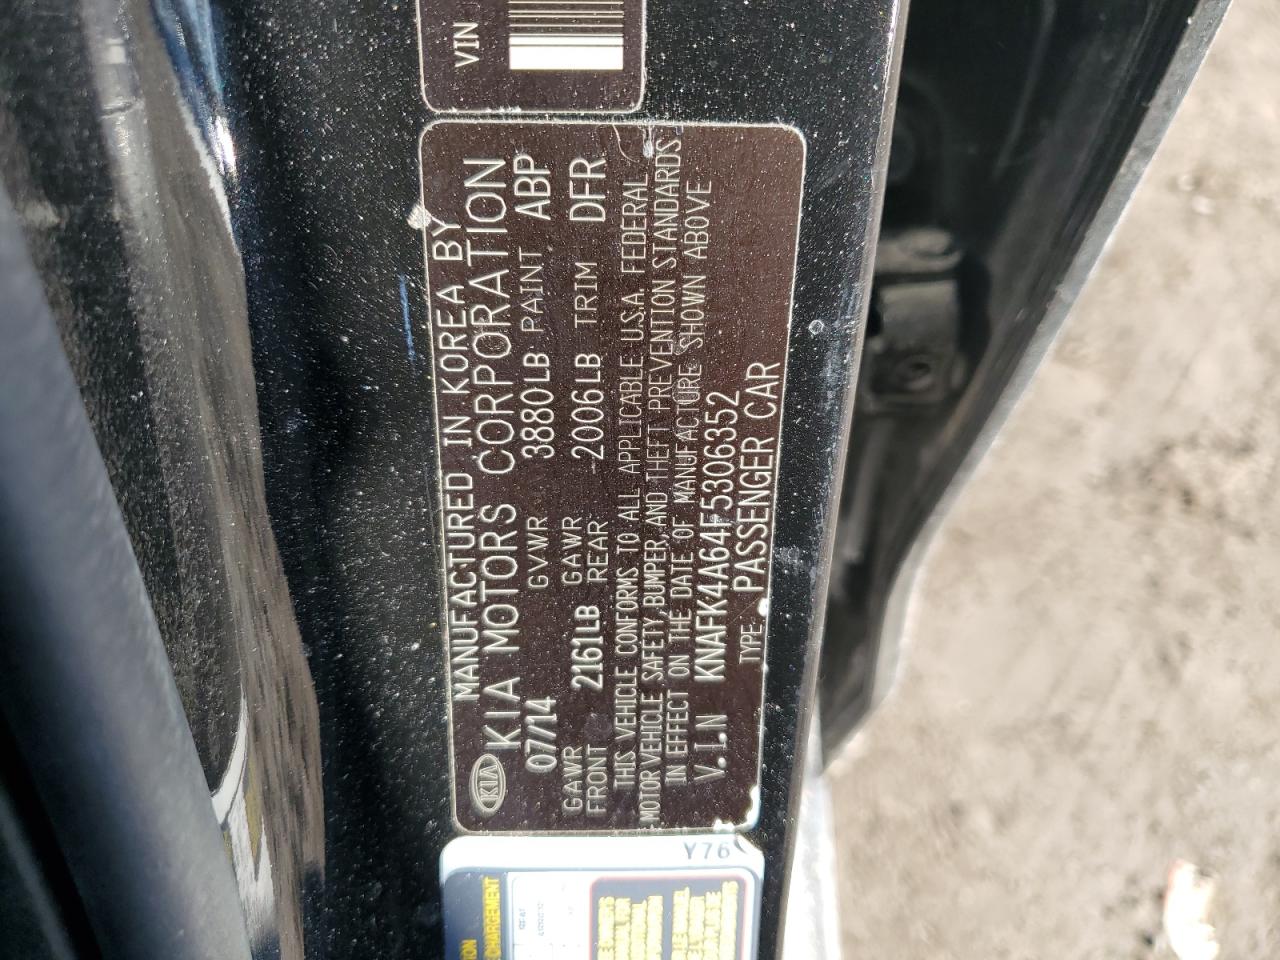 VIN
MANUFACTURED IN KOREA BY
KIA KIA MOTORS CORPORATION
07/14 GVWR 3880LB PAINT ABP
GAWR FRONT 2161LB GAWR REAR 2006LB TRIM DFR
THIS VEHICLE CONFORMS TO ALL APPLICABLE U.S.A. FEDERAL
MOTOR VEHICLE SAFETY, BUMPER, AND THEFT PREVENTION STANDARDS
IN EFFECT ON THE DATE OF MANUFACTURE SHOWN ABOVE
V.I.N KNAFK4A64F5306352
TYPE: PASSENGER CAR
Y76
CHARGEMENT